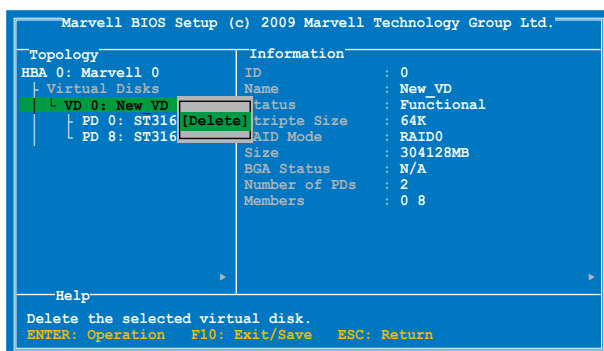 Marvell BIOS Setup (c) 2009 Marvell Technology Group Ltd.
Topology
HBA 0: Marvell 0
Virtual Disks
VD 0: New_VD
PD 0: ST316
PD 8: ST316
[Delete]
Information
ID : 0
Name : New_VD
tatus : Functional
tripte Size : 64K
AID Mode : RAID0
Size : 304128MB
BGA Status : N/A
Number of PDs : 2
Members : 0 8
Help
Delete the selected virtual disk.
ENTER: Operation F10: Exit/Save ESC: Return